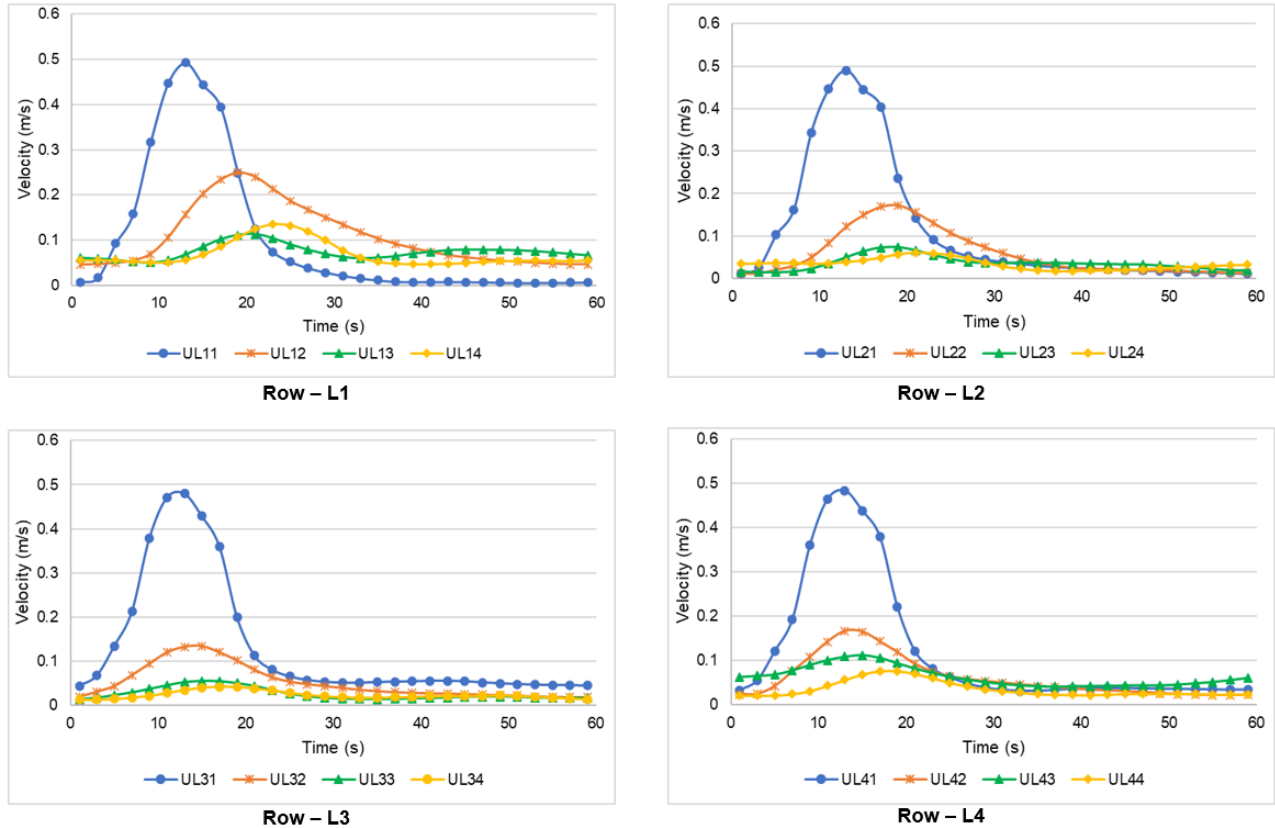 0.6
0.5
0.4
0.3
0.2
0.1
0
Velocity (m/s)
0 10 20 30 40 50 60
Time (s)
UL11 UL12 UL13 UL14
Row – L1
0.6
0.5
0.4
0.3
0.2
0.1
0
Velocity (m/s)
0 10 20 30 40 50 60
Time (s)
UL21 UL22 UL23 UL24
Row – L2
0.6
0.5
0.4
0.3
0.2
0.1
0
Velocity (m/s)
0 10 20 30 40 50 60
Time (s)
UL31 UL32 UL33 UL34
Row – L3
0.6
0.5
0.4
0.3
0.2
0.1
0
Velocity (m/s)
0 10 20 30 40 50 60
Time (s)
UL41 UL42 UL43 UL44
Row – L4